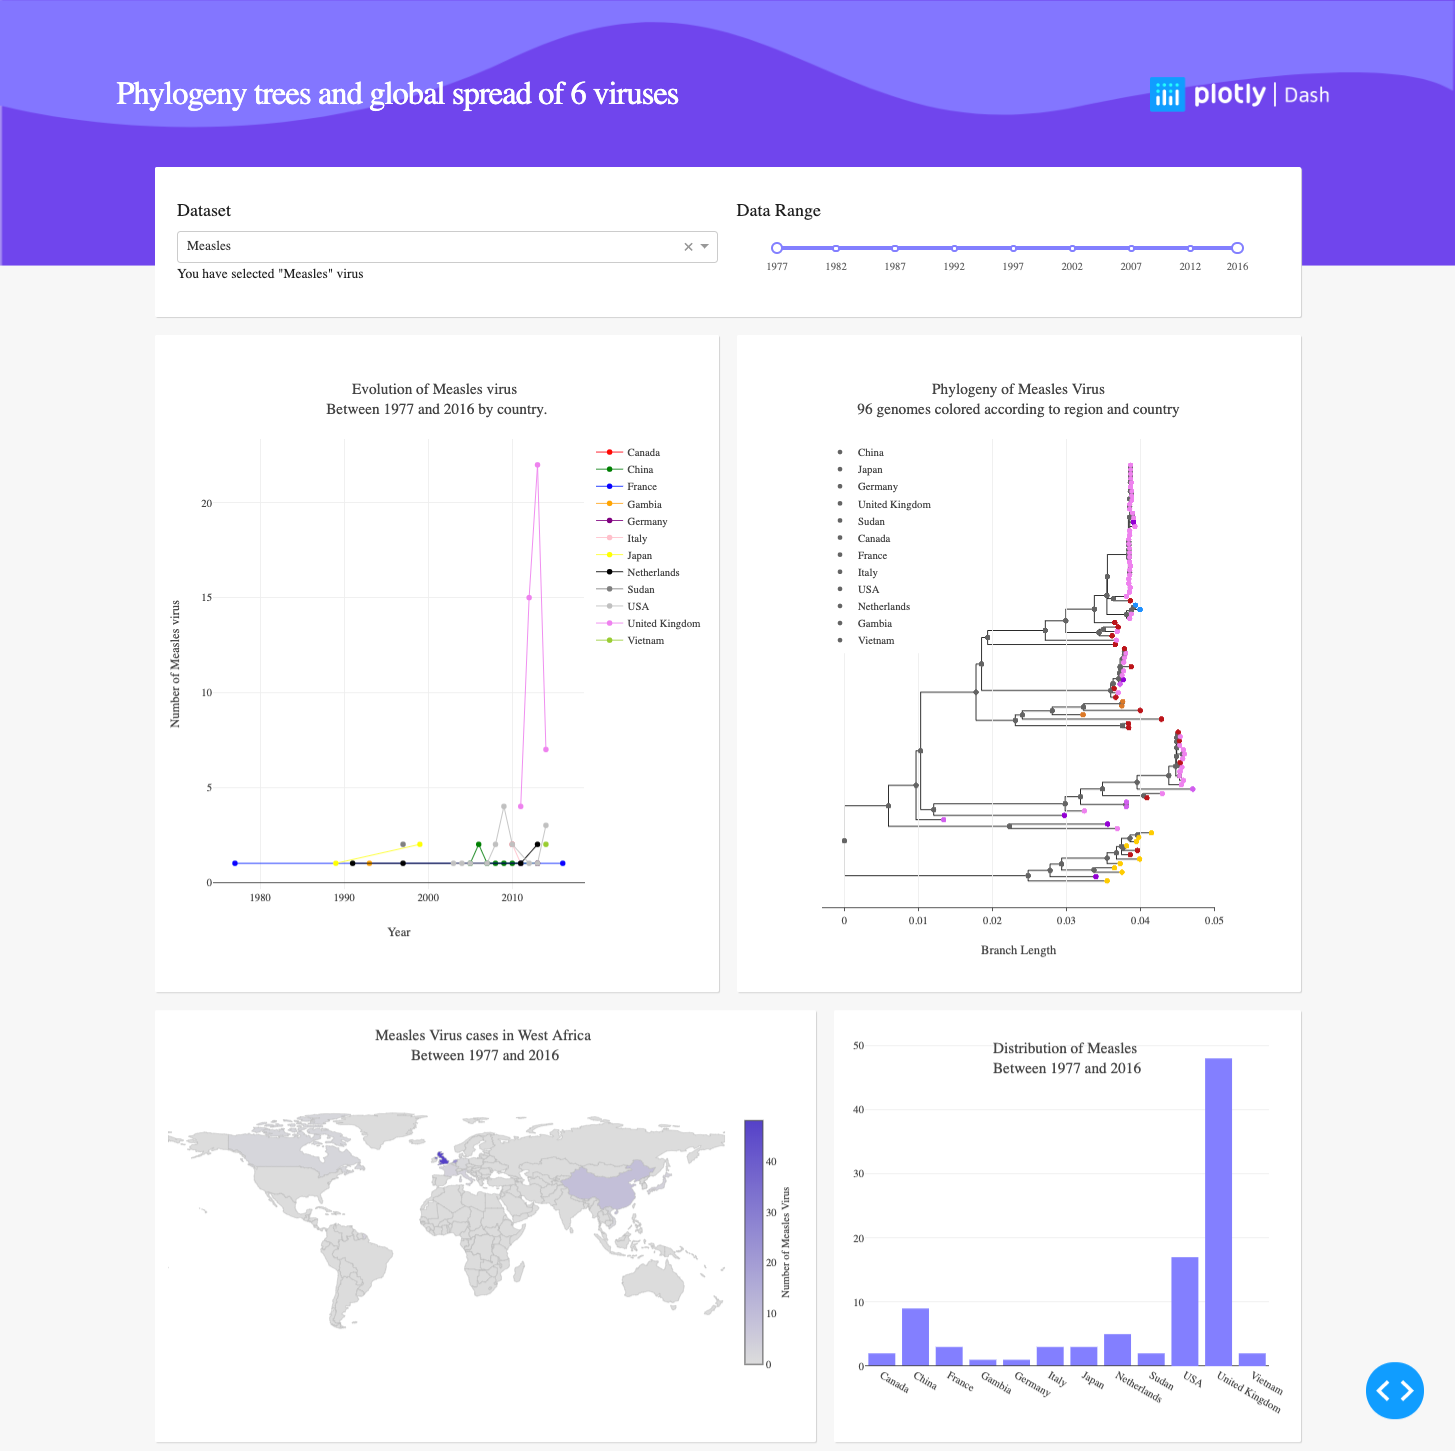 Phylogeny trees and global spread of 6 viruses
plotly | Dash
Dataset
Measles
You have selected "Measles" virus
Data Range
1977 1982 1987 1992 1997 2002 2007 2012 2016
Evolution of Measles virus
Between 1977 and 2016 by country.
Number of Measles virus
20
15
10
5
0
1980 1990 2000 2010
Year
Canada
China
France
Gambia
Germany
Italy
Japan
Netherlands
Sudan
USA
United Kingdom
Vietnam
Phylogeny of Measles Virus
96 genomes colored according to region and country
China
Japan
Germany
United Kingdom
Sudan
Canada
France
Italy
USA
Netherlands
Gambia
Vietnam
0 0.01 0.02 0.03 0.04 0.05
Branch Length
Measles Virus cases in West Africa
Between 1977 and 2016
40
30
20
10
0
Number of Measles Virus
Distribution of Measles
Between 1977 and 2016
50
40
30
20
10
0
Canada China France Gambia Germany Italy Japan Netherlands Sudan USA United Kingdom Vietnam